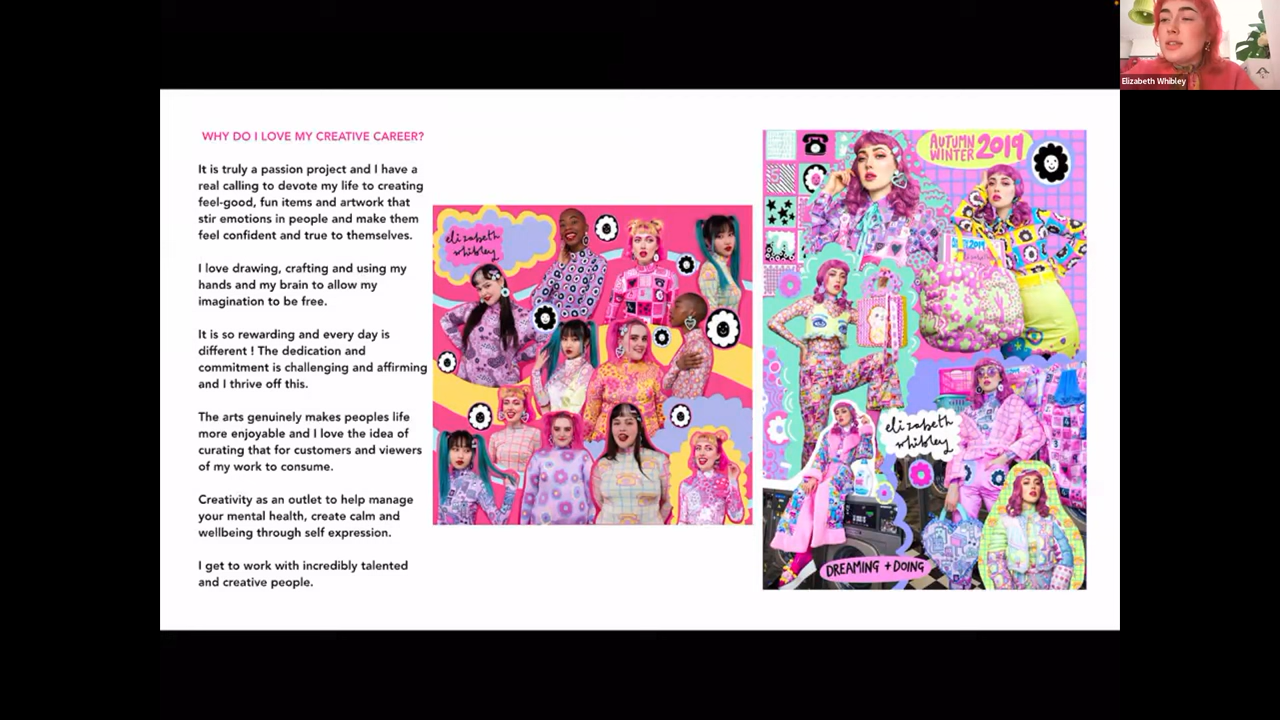 Elizabeth Whibley
WHY DO I LOVE MY CREATIVE CAREER?
It is truly a passion project and I have a
real calling to devote my life to creating
feel-good, fun items and artwork that
stir emotions in people and make them
feel confident and true to themselves.
I love drawing, crafting and using my
hands and my brain to allow my
imagination to be free.
It is so rewarding and every day is
different ! The dedication and
commitment is challenging and affirming
and I thrive off this.
The arts genuinely makes peoples life
more enjoyable and I love the idea of
curating that for customers and viewers
of my work to consume.
Creativity as an outlet to help manage
your mental health, create calm and
wellbeing through self expression.
I get to work with incredibly talented
and creative people.
elizabeth
whibley
AUTUMN
WINTER 2019
elizabeth
whibley
DREAMING + DOING